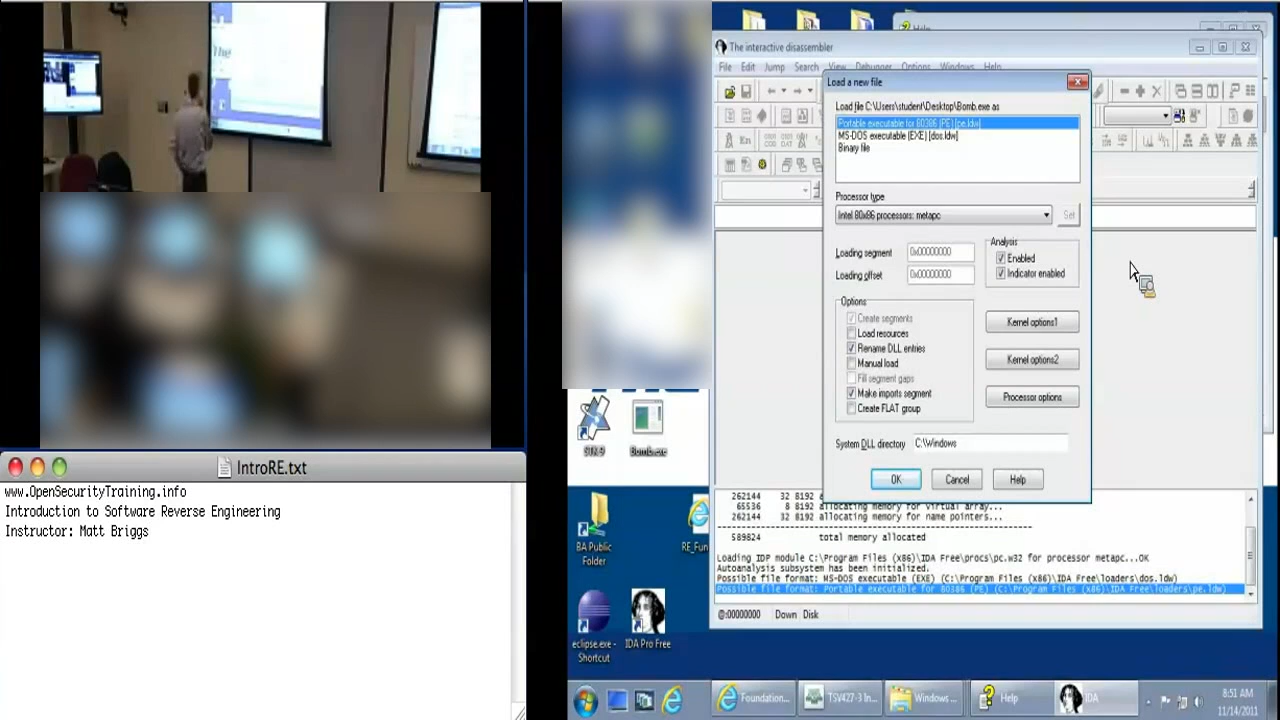 IntroRE.txt
www.OpenSecurityTraining.info
Introduction to Software Reverse Engineering
Instructor: Matt Briggs
Help
The interactive disassembler
File Edit Jump Search View Debugger Options Windows Help
Load a new file
Load file C:\Users\student\Desktop\Bomb.exe as
Portable executable for 80386 (PE) [pe.ldw]
MS-DOS executable (EXE) [dos.ldw]
Binary file
Processor type
Intel 80x86 processors: metapc
Set
Loading segment 0x00000000
Loading offset 0x00000000
Analysis
Enabled
Indicator enabled
Options
Create segments
Load resources
Rename DLL entries
Manual load
Fill segment gaps
Make imports segment
Create FLAT group
Kernel options1
Kernel options2
Processor options
System DLL directory C:\Windows
OK Cancel Help
262144 32 8192
65536 8 8192 allocating memory for virtual array...
262144 32 8192 allocating memory for name pointers...
589824 total memory allocated
Loading IDP module C:\Program Files (x86)\IDA Free\procs\pc.w32 for processor metapc...OK
Autoanalysis subsystem has been initialized.
Possible file format: MS-DOS executable (EXE) (C:\Program Files (x86)\IDA Free\loaders\dos.ldw)
Possible file format: Portable executable for 80386 (PE) (C:\Program Files (x86)\IDA Free\loaders\pe.ldw)
@:00000000 Down Disk
Bomb.exe
BA Public
Folder
RE_Fun
eclipse.exe -
Shortcut
IDA Pro Free
Foundation...
TSV427-3 In...
Windows ...
Help
IDA
8:51 AM
11/14/2011